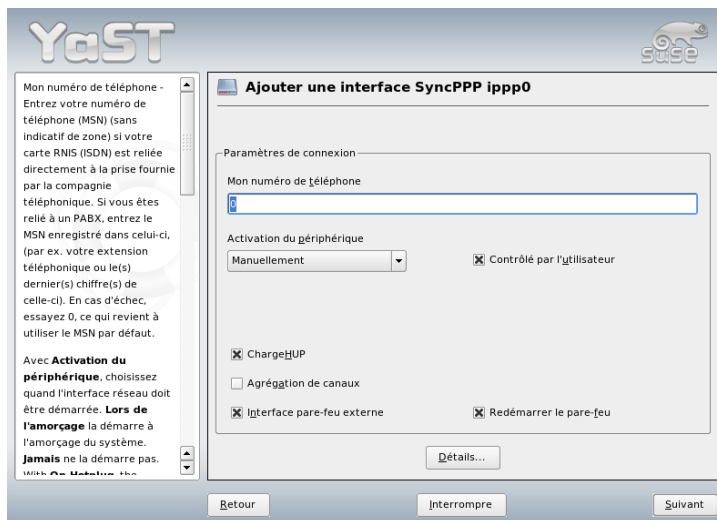 YaST
SUSE
Mon numéro de téléphone -
Entrez votre numéro de
téléphone (MSN) (sans
indicatif de zone) si votre
carte RNIS (ISDN) est reliée
directement à la prise fournie
par la compagnie
téléphonique. Si vous êtes
relié à un PABX, entrez le
MSN enregistré dans celui-ci,
(par ex. votre extension
téléphonique ou le(s)
dernier(s) chiffre(s) de
celle-ci). En cas d'échec,
essayez 0, ce qui revient à
utiliser le MSN par défaut.
Avec Activation du
périphérique, choisissez
quand l'interface réseau doit
être démarrée. Lors de
l'amorçage la démarre à
l'amorçage du système.
Jamais ne la démarre pas.
With On Hotplug, the
Ajouter une interface SyncPPP ippp0
Paramètres de connexion
Mon numéro de téléphone
0
Activation du périphérique
Manuellement
Contrôlé par l'utilisateur
ChargeHUP
Agrégation de canaux
Interface pare-feu externe
Redémarrer le pare-feu
Détails...
Retour
Interrompre
Suivant